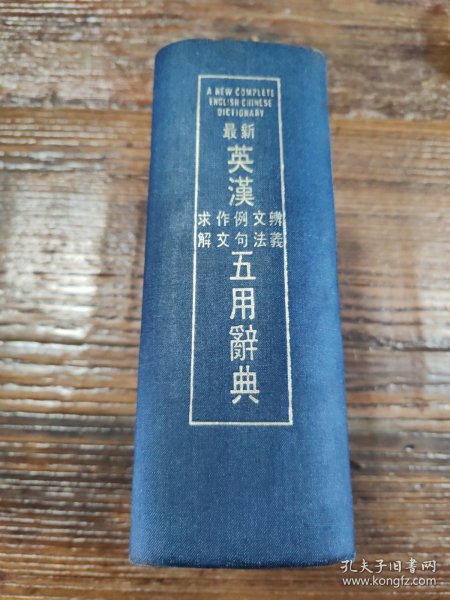 A NEW COMPLETE
ENGLISH CHINESE
DICTIONARY
最新
英漢
求作例文辨
解文句法義
五用辭典
孔夫子旧书网
www.kongfz.com